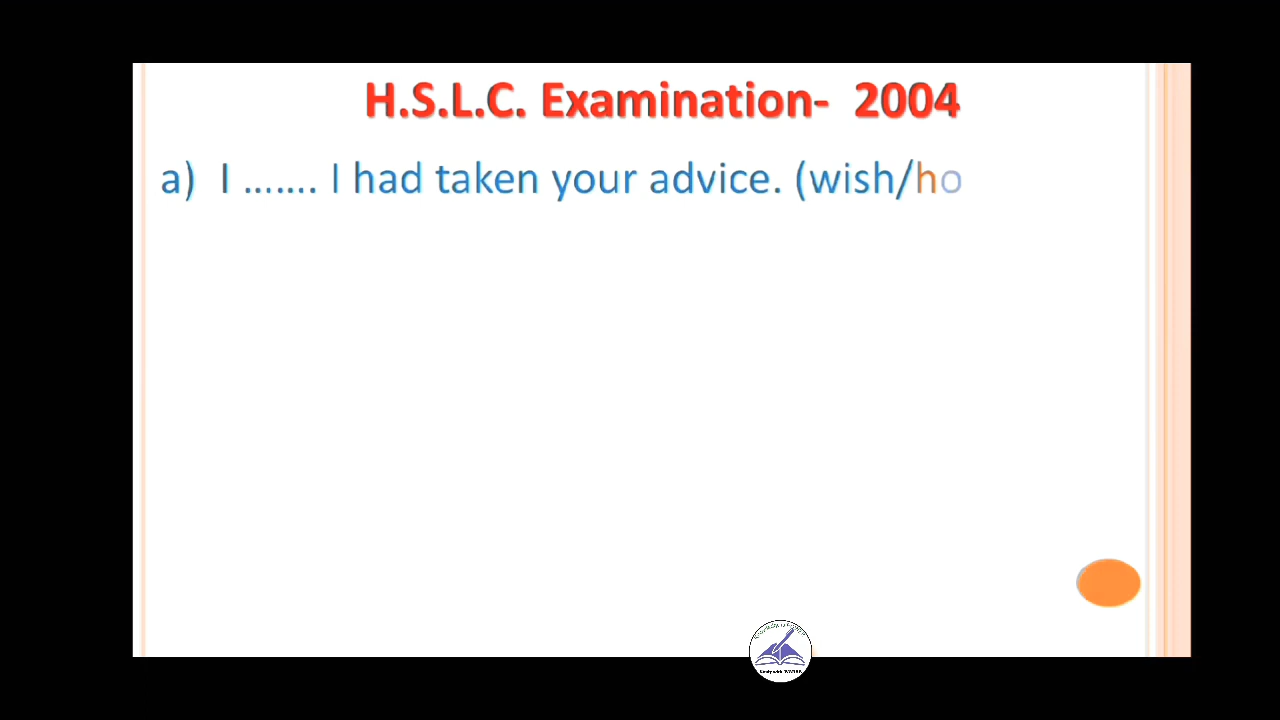 H.S.L.C. Examination- 2004
a) I ....... I had taken your advice. (wish/ho